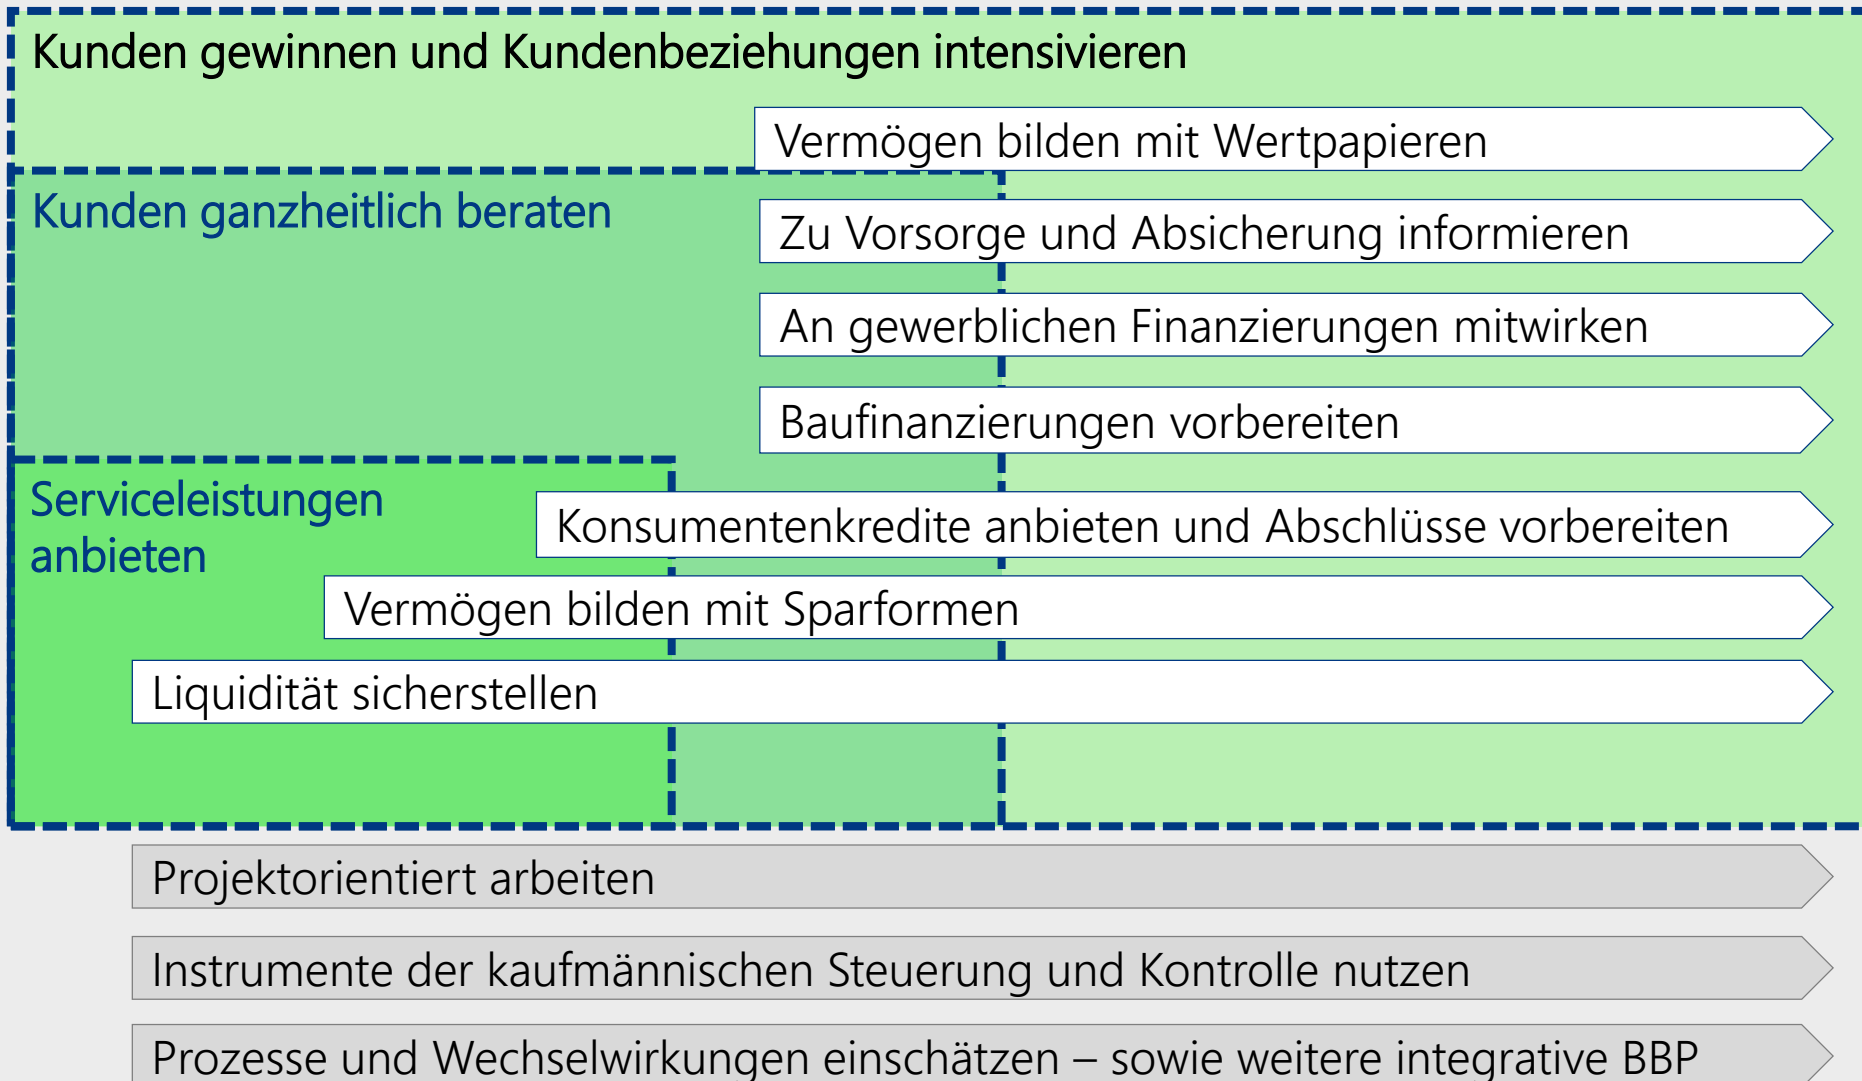 Kunden gewinnen und Kundenbeziehungen intensivieren
Vermögen bilden mit Wertpapieren
Kunden ganzheitlich beraten
Zu Vorsorge und Absicherung informieren
An gewerblichen Finanzierungen mitwirken
Baufinanzierungen vorbereiten
Serviceleistungen
anbieten
Konsumentenkredite anbieten und Abschlüsse vorbereiten
Vermögen bilden mit Sparformen
Liquidität sicherstellen
Projektorientiert arbeiten
Instrumente der kaufmännischen Steuerung und Kontrolle nutzen
Prozesse und Wechselwirkungen einschätzen – sowie weitere integrative BBP